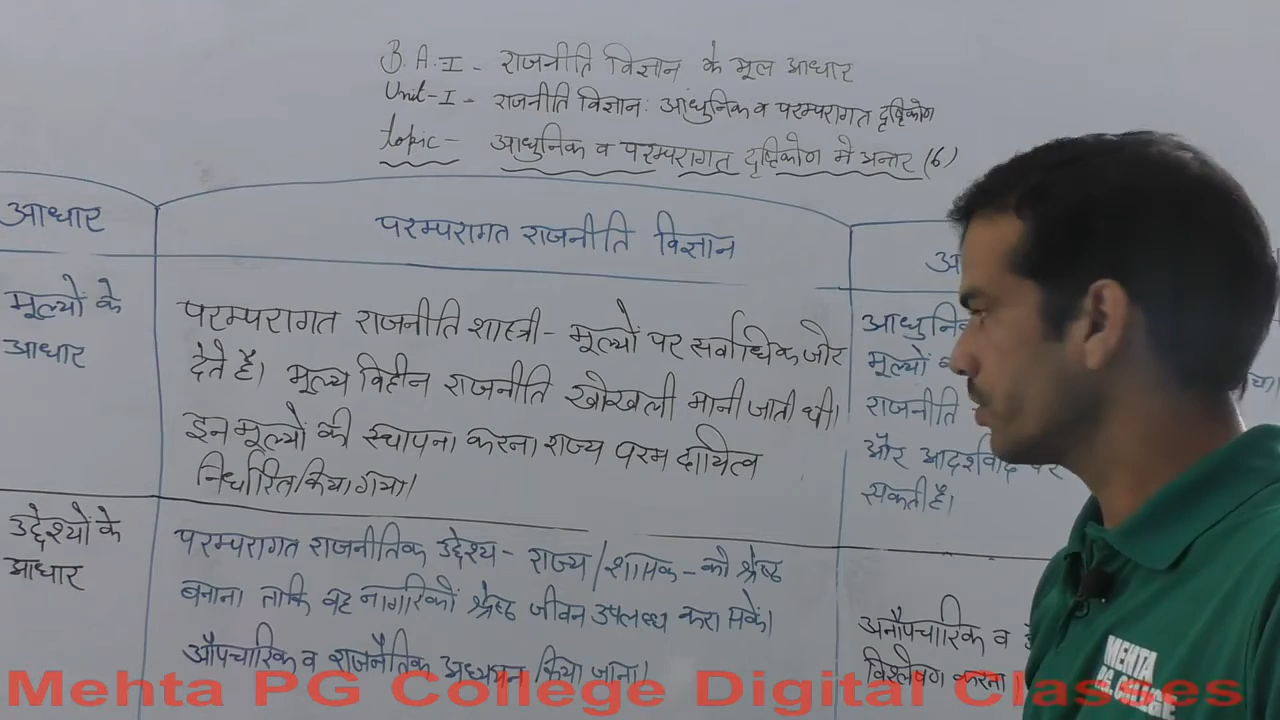 B.A.I - राजनीति विज्ञान के मूल आधार
Unit-I - राजनीति विज्ञान: आधुनिक व परम्परागत दृष्टिकोण
Topic - आधुनिक व परम्परागत दृष्टिकोण में अन्तर (6)
आधार
परम्परागत राजनीति विज्ञान
मूल्यों के
आधार
परम्परागत राजनीति शास्त्री - मूल्यों पर सर्वाधिक जोर
देते है। मूल्य विहीन राजनीति खोखली मानी जाती थी।
इन मूल्यों की स्थापना करना राज्य परम दायित्व
निर्धारित किया गया।
आधुनिक
मूल्यों
राजनीति
और आदर्शवाद पर
सकती है।
उद्देश्यों के
आधार
परम्परागत राजनीतिक उद्देश्य - राज्य/शासक - को श्रेष्ठ
बनाना ताकि वह नागरिकों श्रेष्ठ जीवन उपलब्ध करा सकें।
औपचारिक व राजनैतिक अध्ययन किया जाना।
अनौपचारिक व
विश्लेषण करना।
MEHTA
PG COLLEGE
Mehta PG College Digital Classes